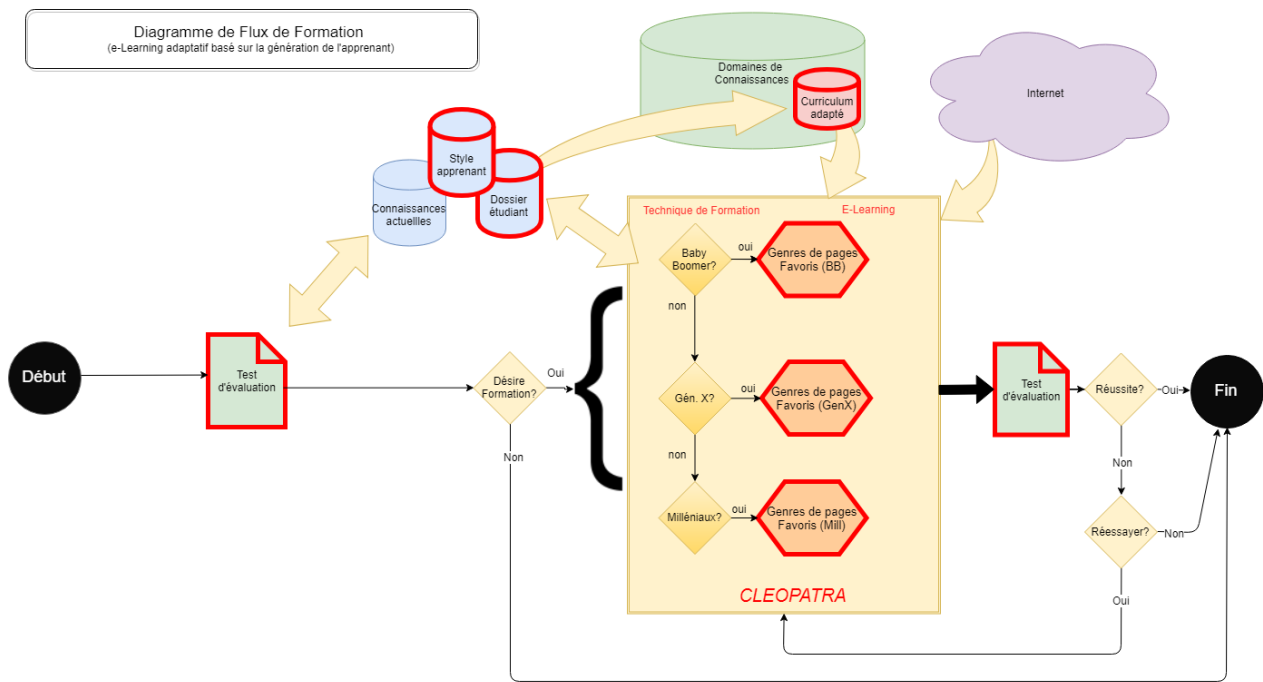 Diagramme de Flux de Formation
(e-Learning adaptatif basé sur la génération de l'apprenant)
Domaines de
Connaissances
Curriculum
adapté
Internet
Style
apprenant
Connaissances
actuelles
Dossier
étudiant
Technique de Formation
E-Learning
Baby
Boomer?
oui
Genres de pages
Favoris (BB)
non
Début
Test
d'évaluation
Désire
Formation?
Oui
Non
Gén. X?
oui
Genres de pages
Favoris (GenX)
non
Milléniaux?
oui
Genres de pages
Favoris (Mill)
CLEOPATRA
Test
d'évaluation
Réussite?
Oui
Fin
Non
Réessayer?
Non
Oui